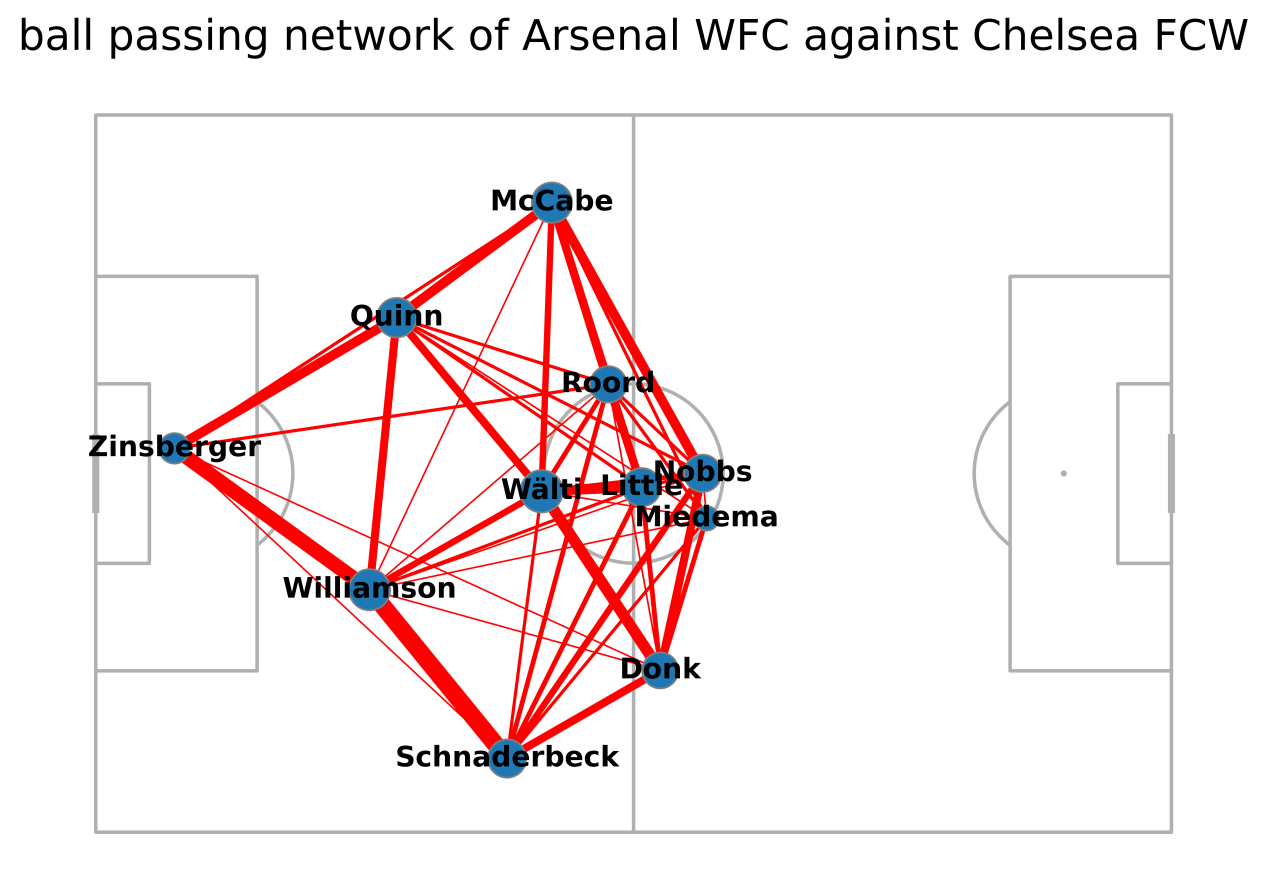 ball passing network of Arsenal WFC against Chelsea FCW
McCabe
Quinn
Roord
Zinsberger
Nobbs
Wälti
Little
Miedema
Williamson
Donk
Schnaderbeck